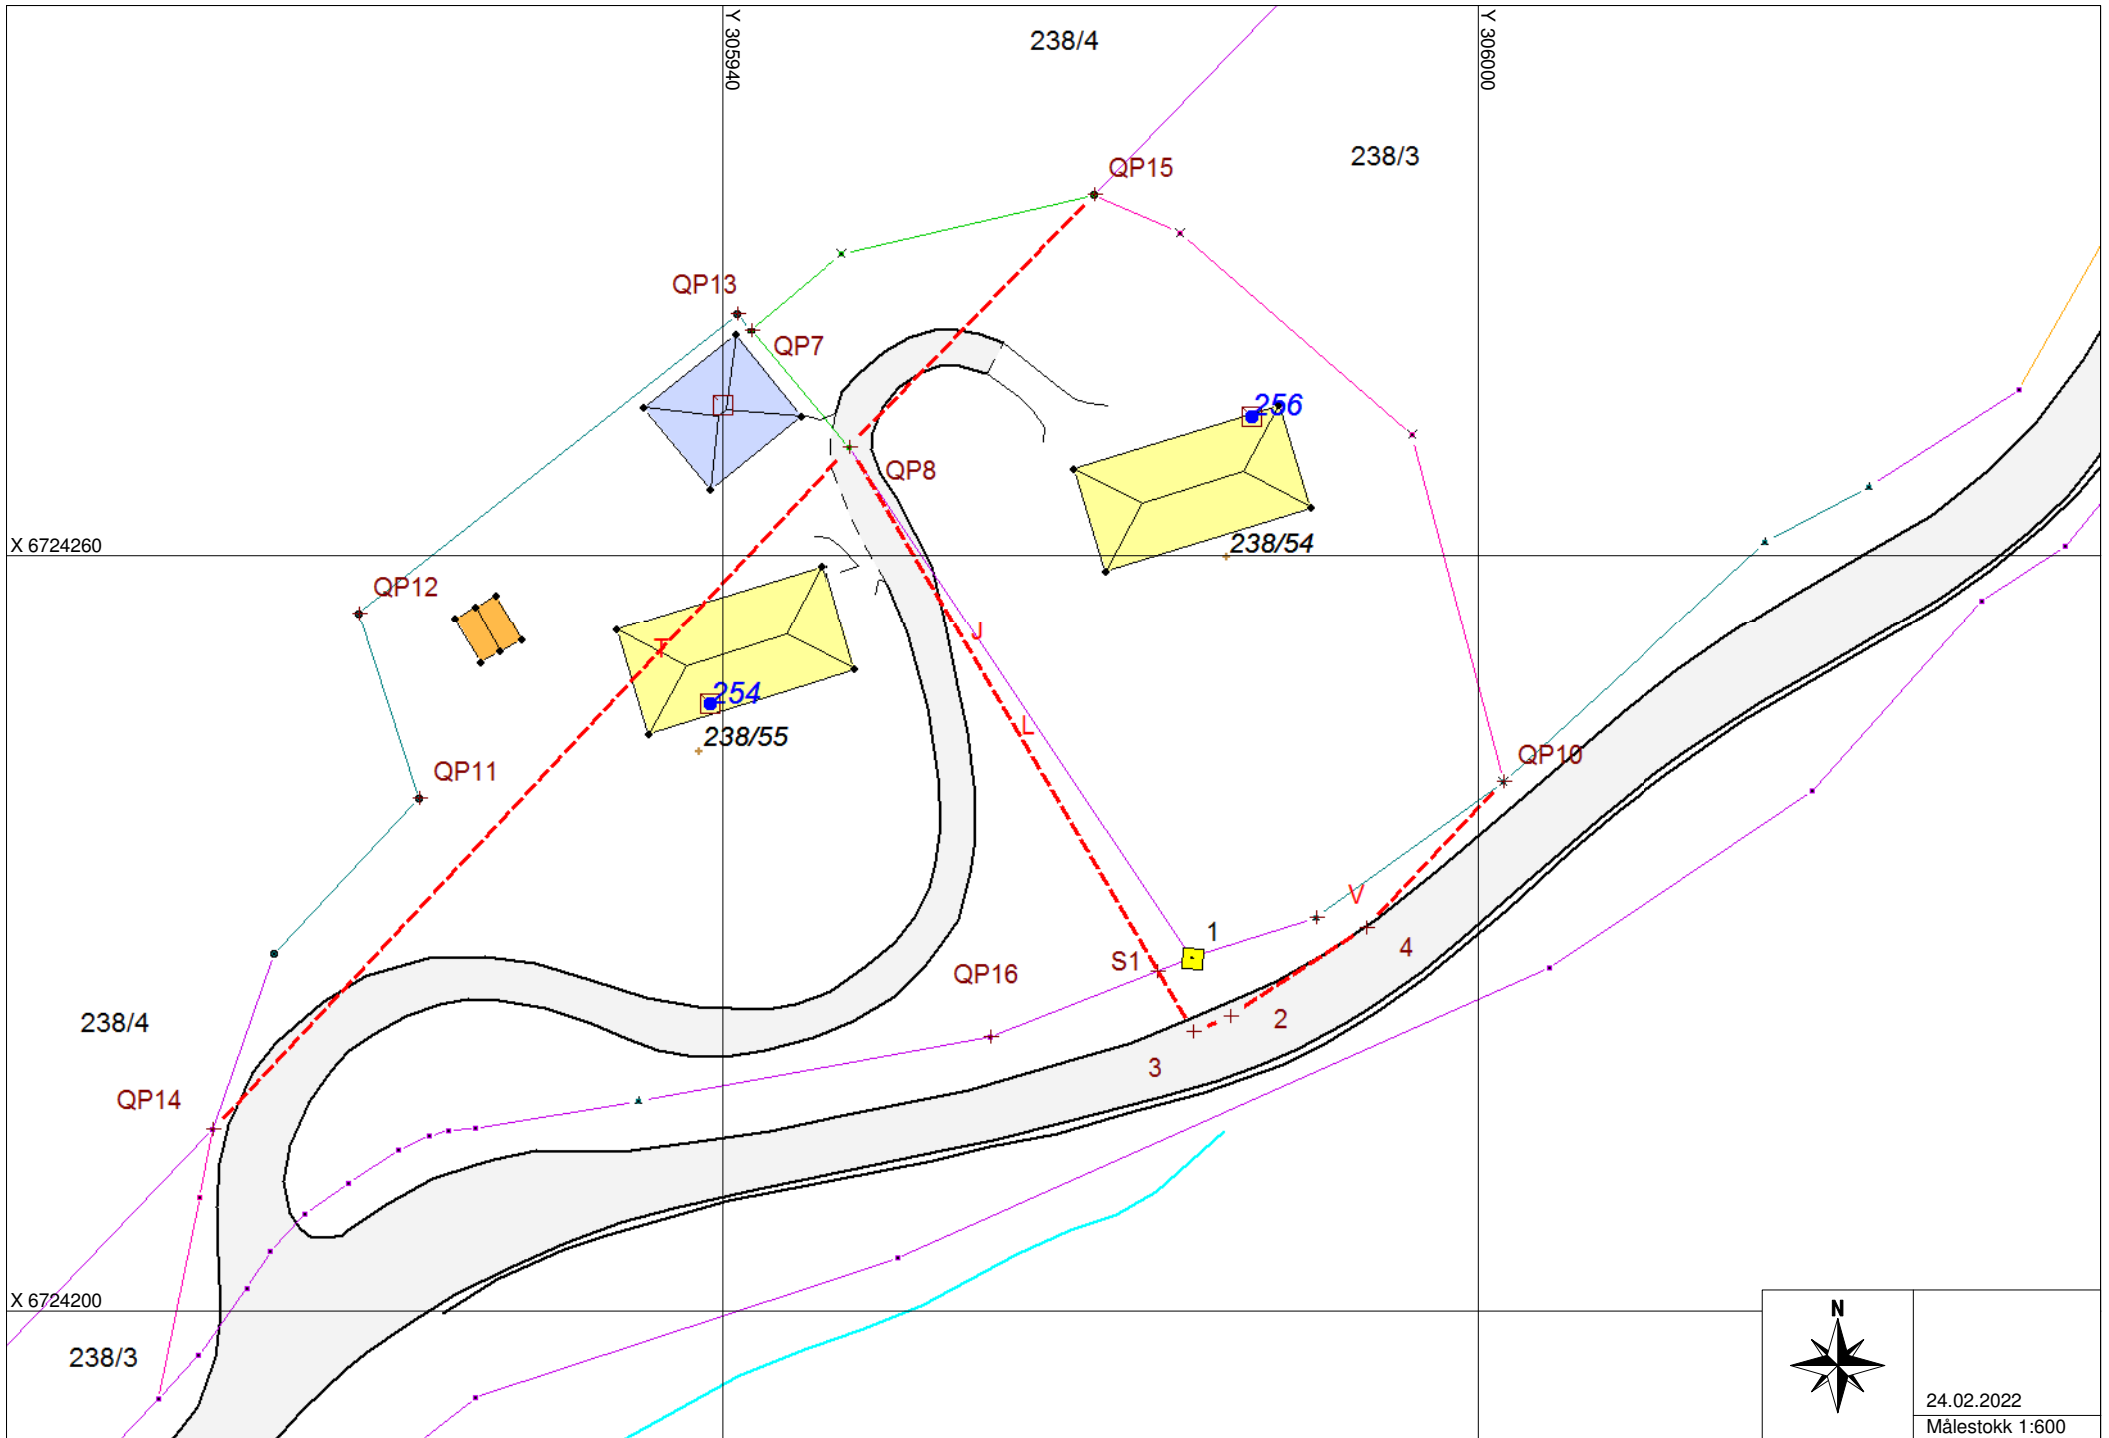 Y 305940
Y 306000
238/4
238/3
QP15
QP13
QP7
256
QP8
238/54
X 6724260
QP12
T
J
254
L
238/55
QP10
QP11
V
1
4
S1
QP16
2
238/4
3
QP14
X 6724200
N
238/3
24.02.2022
Målestokk 1:600